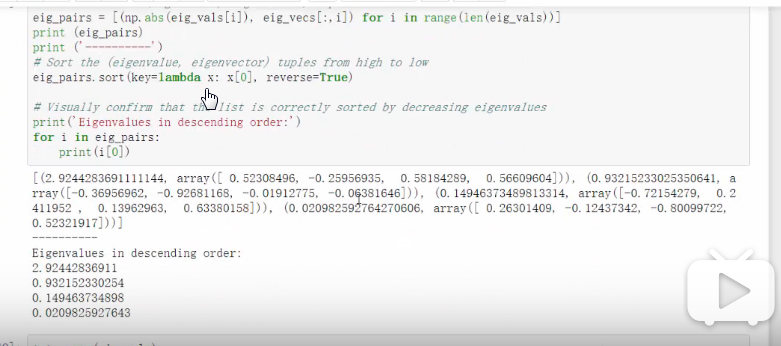 eig_pairs = [(np.abs(eig_vals[i]), eig_vecs[:,i]) for i in range(len(eig_vals))]
print (eig_pairs)
print ('----------')
# Sort the (eigenvalue, eigenvector) tuples from high to low
eig_pairs.sort(key=lambda x: x[0], reverse=True)
# Visually confirm that the list is correctly sorted by decreasing eigenvalues
print('Eigenvalues in descending order:')
for i in eig_pairs:
    print(i[0])
[(2.9244283691111144, array([ 0.52308496, -0.25956935,  0.58184289,  0.56609604])), (0.93215233025350641, a
rray([-0.36956962, -0.92681168, -0.01912775, -0.06381646])), (0.14946373489813314, array([-0.72154279,  0.2
411952 ,  0.13962963,  0.63380158])), (0.020982592764270606, array([ 0.26301409, -0.12437342, -0.80099722,
0.52321917]))]
----------
Eigenvalues in descending order:
2.92442836911
0.932152330254
0.149463734898
0.0209825927643